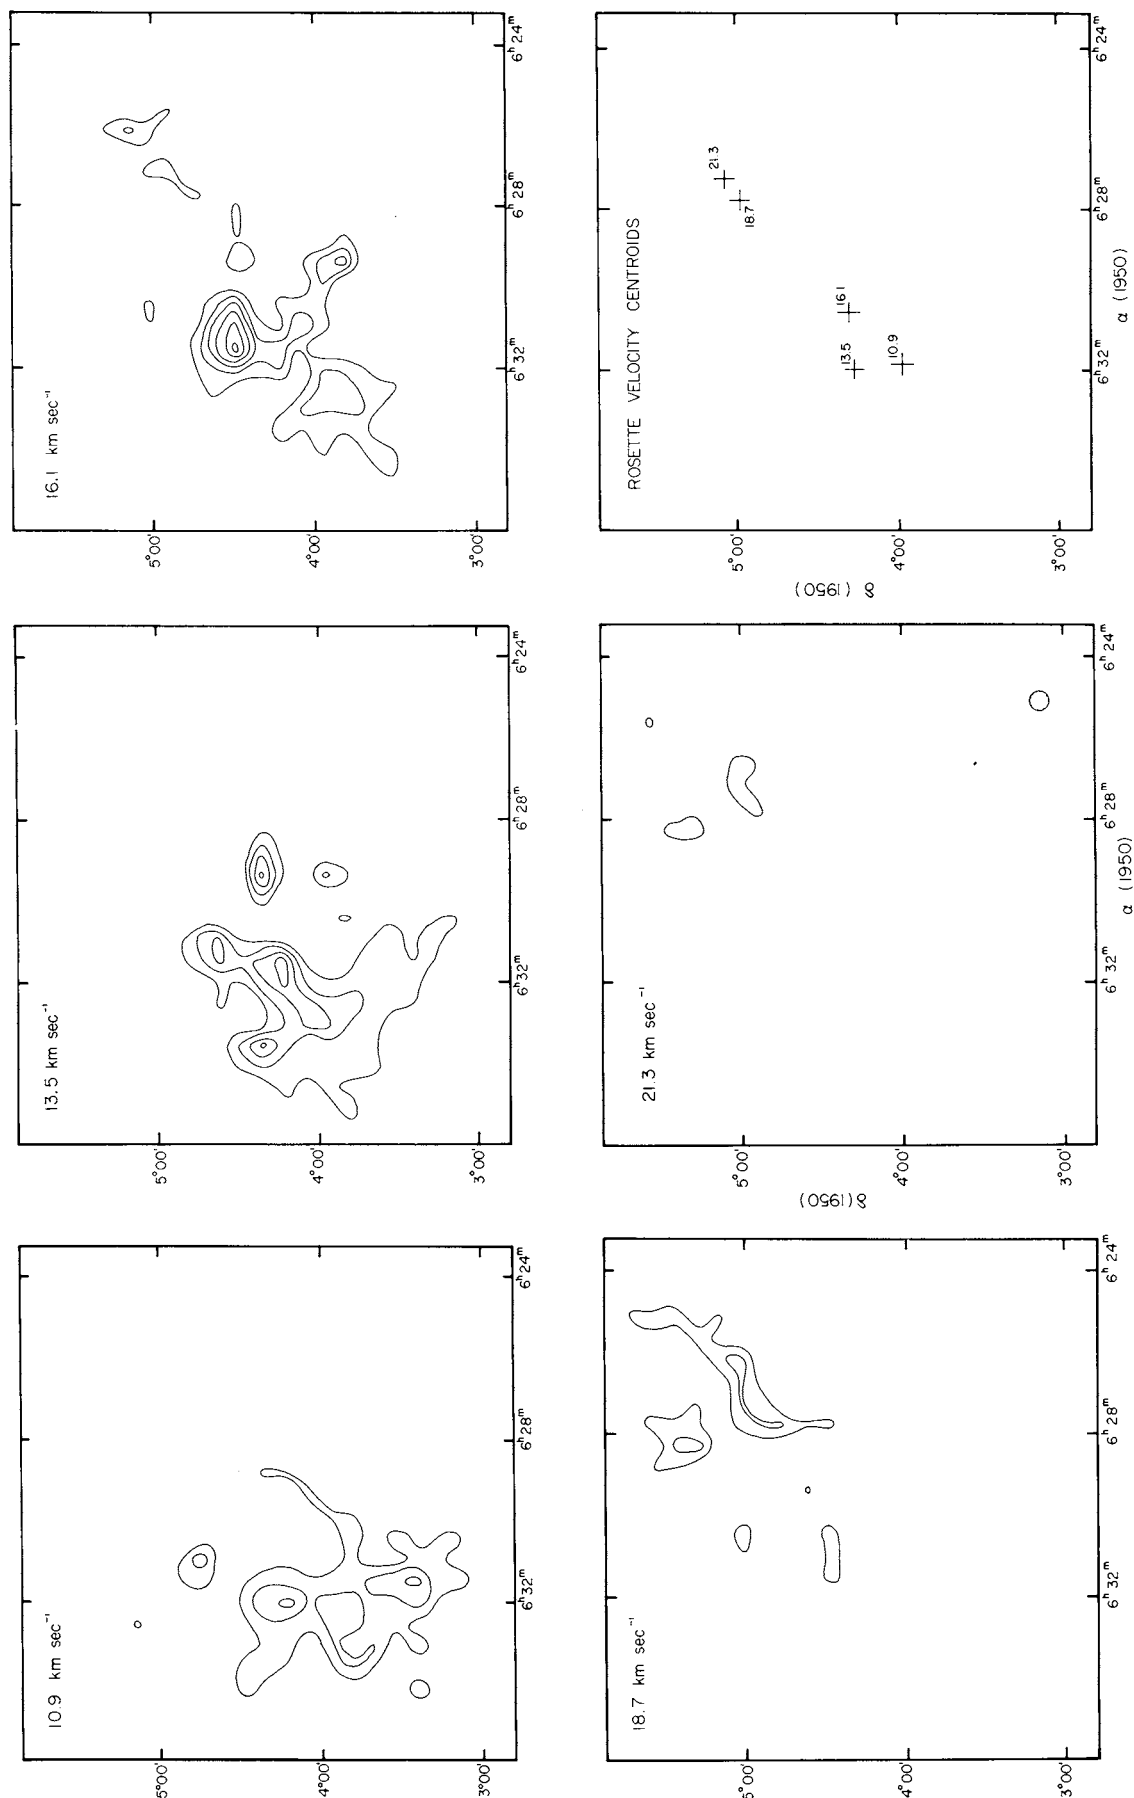 10.9 km sec⁻¹
5°00'
4°00'
3°00'
6ʰ32ᵐ
6ʰ28ᵐ
6ʰ24ᵐ
13.5 km sec⁻¹
5°00'
4°00'
3°00'
6ʰ32ᵐ
6ʰ28ᵐ
6ʰ24ᵐ
16.1 km sec⁻¹
5°00'
4°00'
3°00'
6ʰ32ᵐ
6ʰ28ᵐ
6ʰ24ᵐ
18.7 km sec⁻¹
5°00'
4°00'
3°00'
6ʰ32ᵐ
6ʰ28ᵐ
6ʰ24ᵐ
21.3 km sec⁻¹
δ (1950)
5°00'
4°00'
3°00'
6ʰ32ᵐ
6ʰ28ᵐ
6ʰ24ᵐ
α (1950)
ROSETTE VELOCITY CENTROIDS
21.3
18.7
16.1
13.5
10.9
δ (1950)
5°00'
4°00'
3°00'
6ʰ32ᵐ
6ʰ28ᵐ
6ʰ24ᵐ
α (1950)